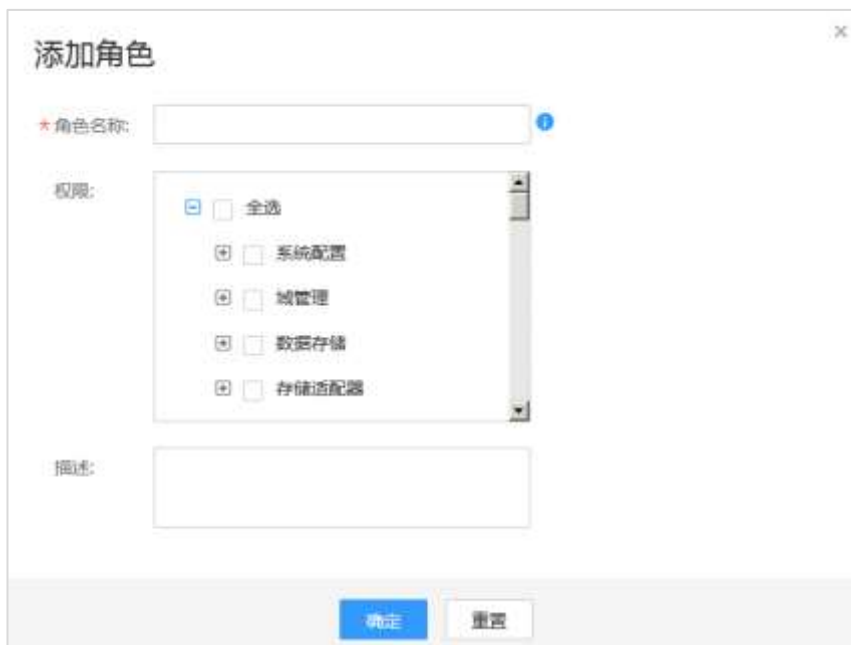 添加角色
*角色名称:
权限:
全选
系统配置
域管理
数据存储
存储适配器
描述:
确定 重置